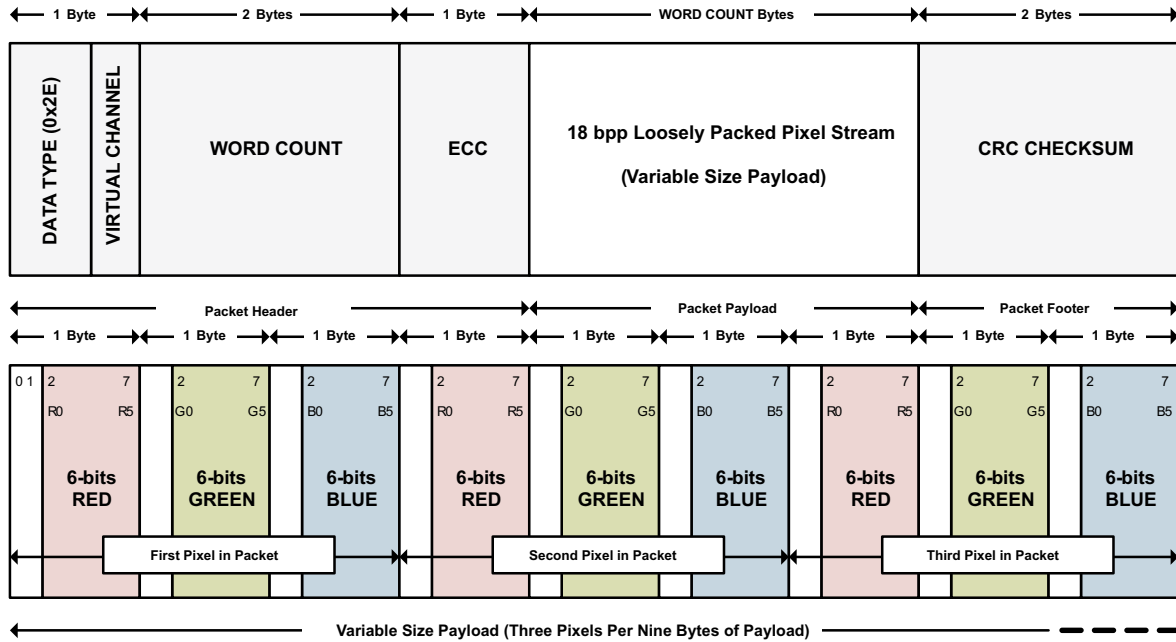 1 Byte 2 Bytes 1 Byte WORD COUNT Bytes 2 Bytes
DATA TYPE (0x2E)
VIRTUAL CHANNEL
WORD COUNT
ECC
18 bpp Loosely Packed Pixel Stream
(Variable Size Payload)
CRC CHECKSUM
Packet Header Packet Payload Packet Footer
1 Byte 1 Byte 1 Byte 1 Byte 1 Byte 1 Byte 1 Byte 1 Byte 1 Byte
0 1 2 7 2 7 2 7 2 7 2 7 2 7 2 7 2 7 2 7
R0 R5 G0 G5 B0 B5 R0 R5 G0 G5 B0 B5 R0 R5 G0 G5 B0 B5
6-bits 6-bits 6-bits 6-bits 6-bits 6-bits 6-bits 6-bits 6-bits
RED GREEN BLUE RED GREEN BLUE RED GREEN BLUE
First Pixel in Packet Second Pixel in Packet Third Pixel in Packet
Variable Size Payload (Three Pixels Per Nine Bytes of Payload)